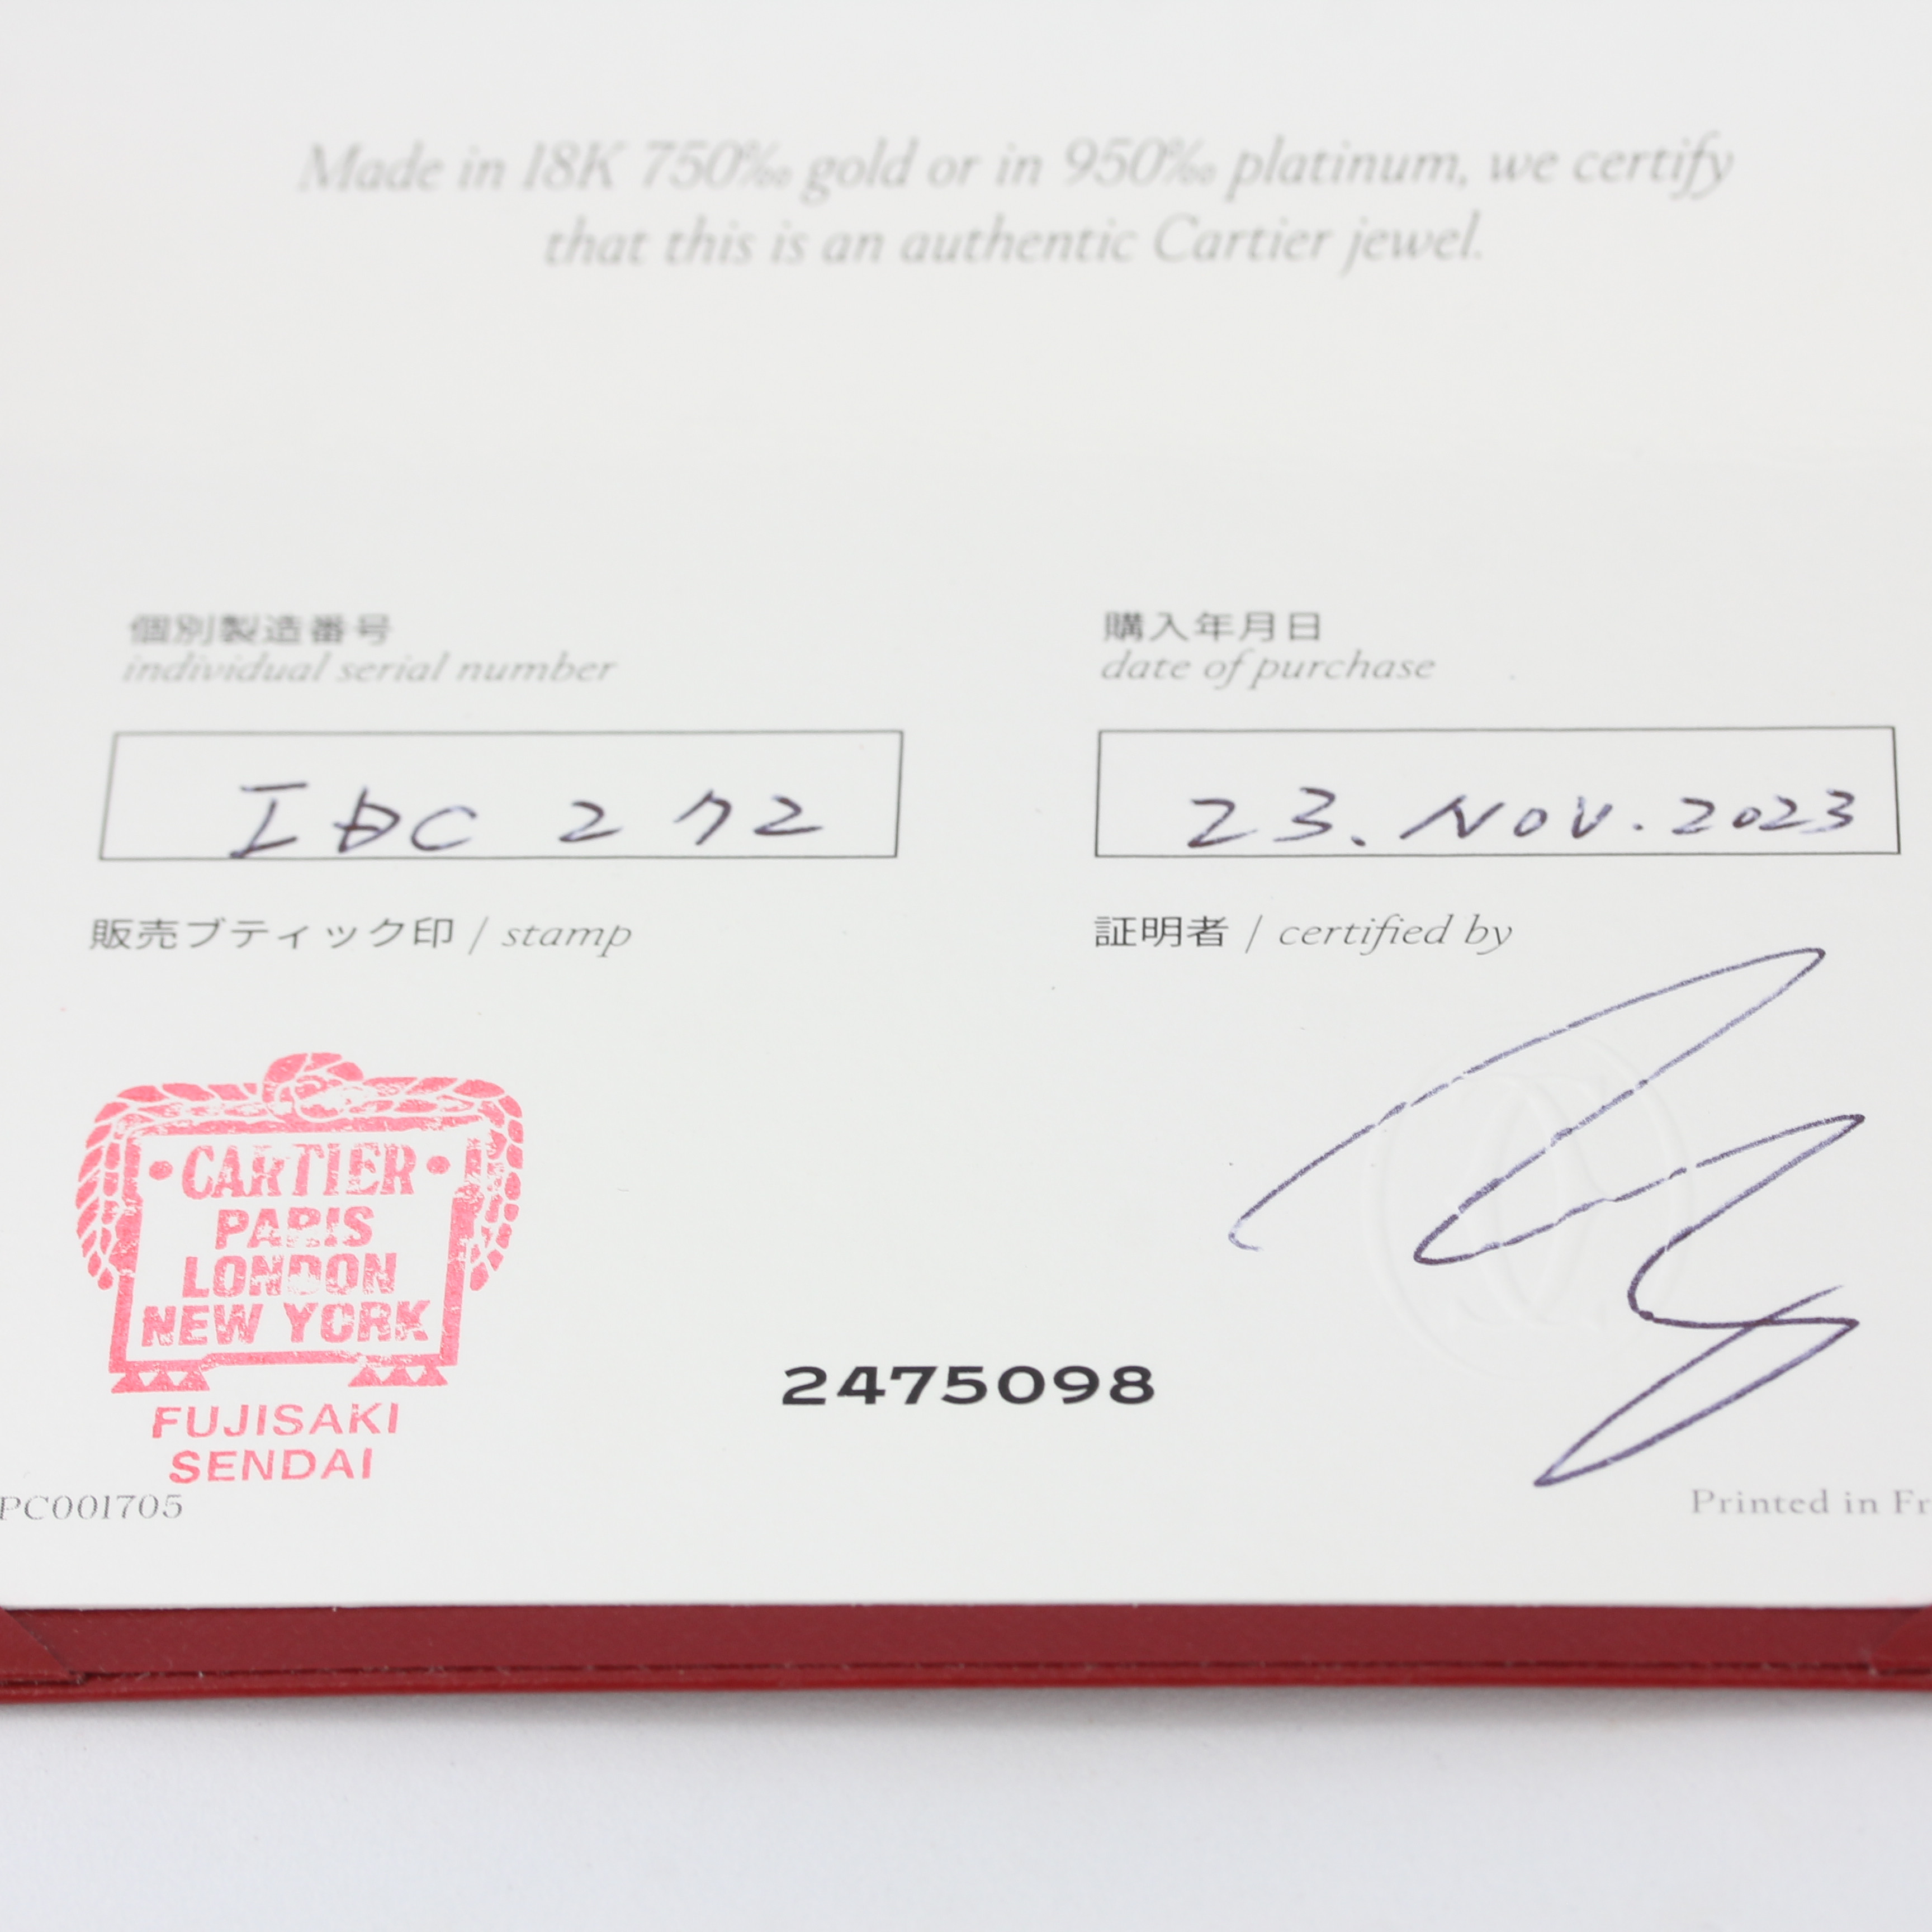 Made in 18K 750‰ gold or in 950‰ platinum, we certify
that this is an authentic Cartier jewel.
個別製造番号
individual serial number
購入年月日
date of purchase
272
23. NOV. 2023
販売ブティック印 / stamp
証明者 / certified by
CARTIER
PARIS
LONDON
NEW YORK
FUJISAKI
SENDAI
2475098
PC001705
Printed in Fr